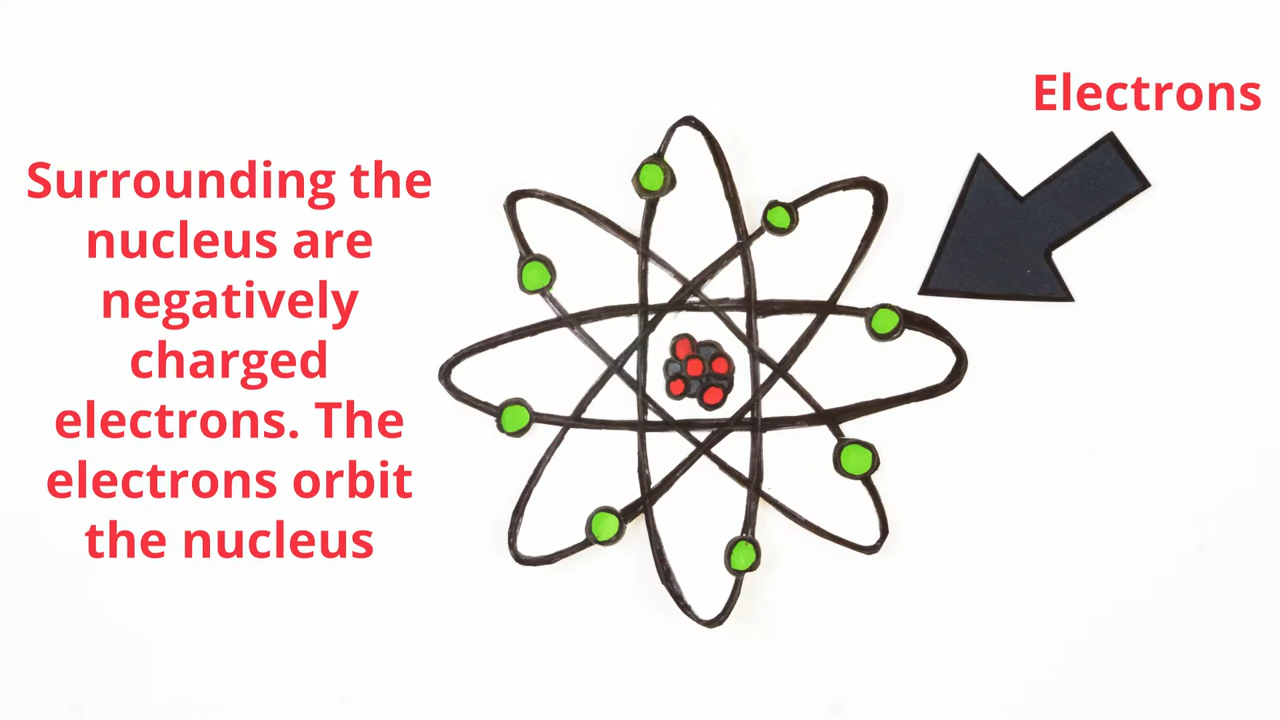 Electrons
Surrounding the
nucleus are
negatively
charged
electrons. The
electrons orbit
the nucleus